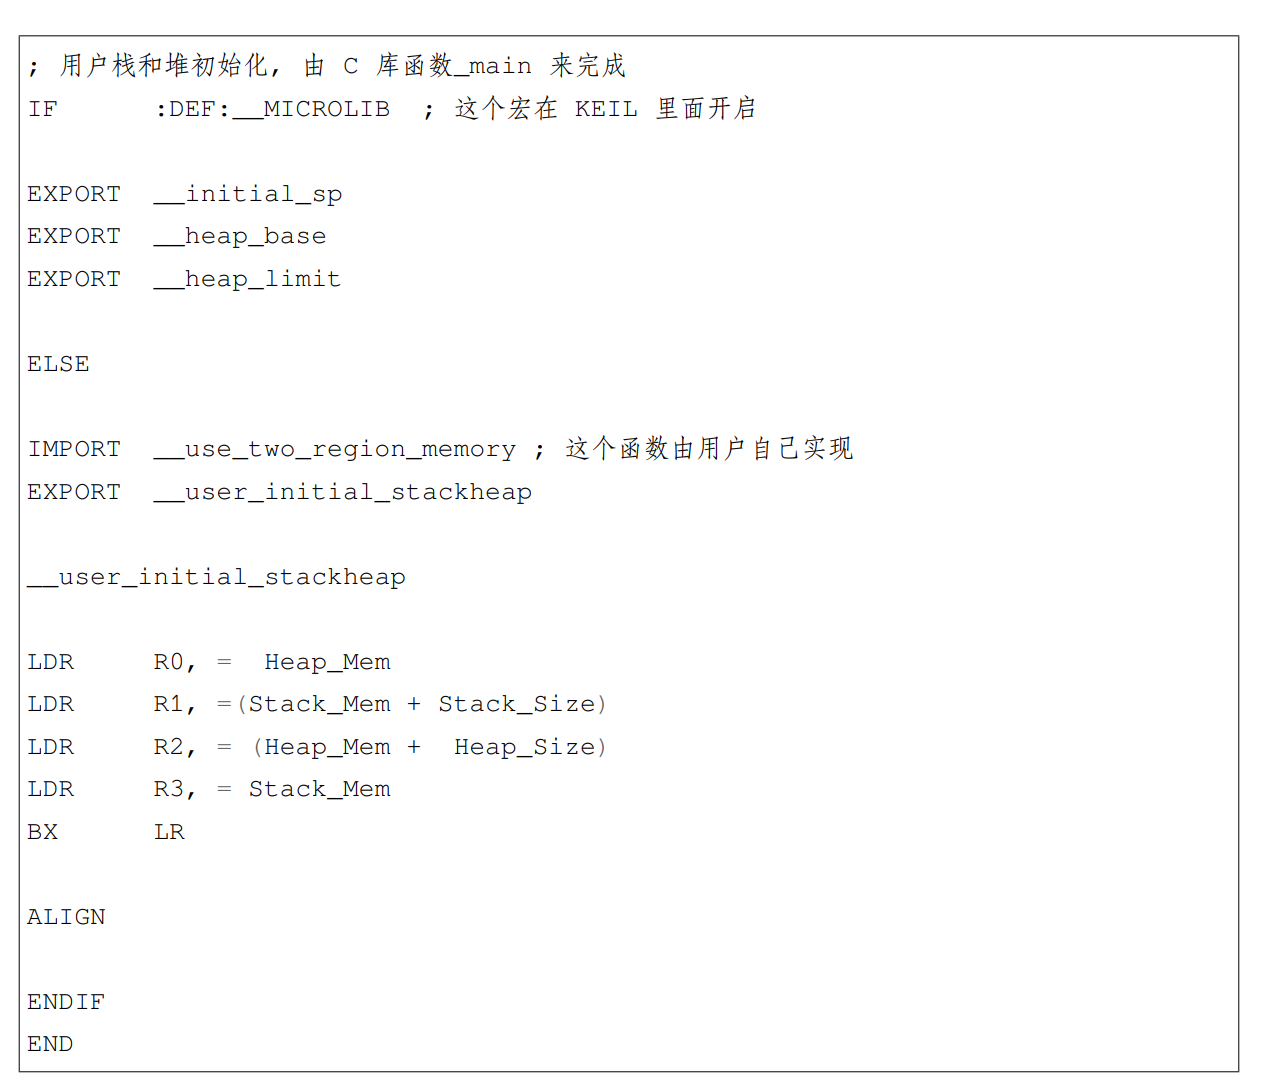 ; 用户栈和堆初始化, 由 C 库函数_main 来完成
IF :DEF:__MICROLIB ; 这个宏在 KEIL 里面开启
EXPORT __initial_sp
EXPORT __heap_base
EXPORT __heap_limit
ELSE
IMPORT __use_two_region_memory ; 这个函数由用户自己实现
EXPORT __user_initial_stackheap
__user_initial_stackheap
LDR R0, = Heap_Mem
LDR R1, =(Stack_Mem + Stack_Size)
LDR R2, = (Heap_Mem + Heap_Size)
LDR R3, = Stack_Mem
BX LR
ALIGN
ENDIF
END